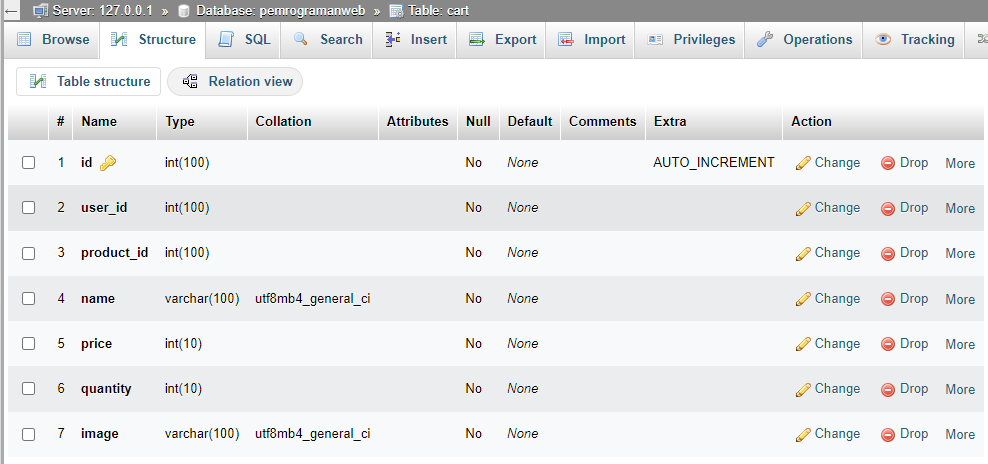 ← Server: 127.0.0.1 » Database: pemrogramanweb » Table: cart
Browse Structure SQL Search Insert Export Import Privileges Operations Tracking
Table structure Relation view
# Name Type Collation Attributes Null Default Comments Extra Action
1 id int(100) No None AUTO_INCREMENT Change Drop More
2 user_id int(100) No None Change Drop More
3 product_id int(100) No None Change Drop More
4 name varchar(100) utf8mb4_general_ci No None Change Drop More
5 price int(10) No None Change Drop More
6 quantity int(10) No None Change Drop More
7 image varchar(100) utf8mb4_general_ci No None Change Drop More